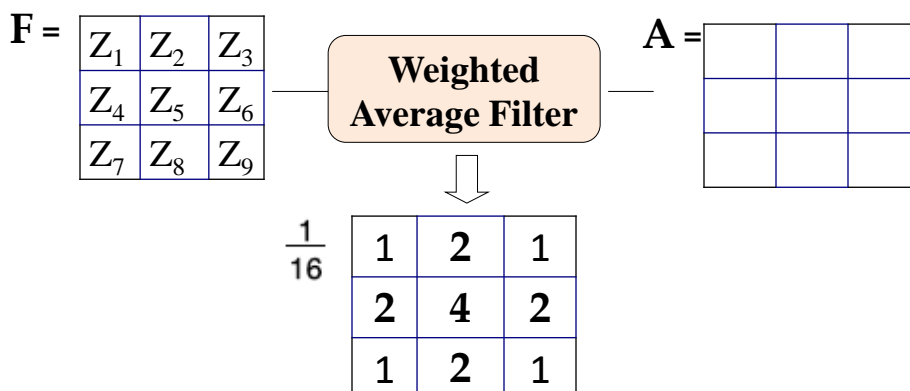 F =
Z₁ Z₂ Z₃
Z₄ Z₅ Z₆
Z₇ Z₈ Z₉
Weighted
Average Filter
A =
1/16
1 2 1
2 4 2
1 2 1